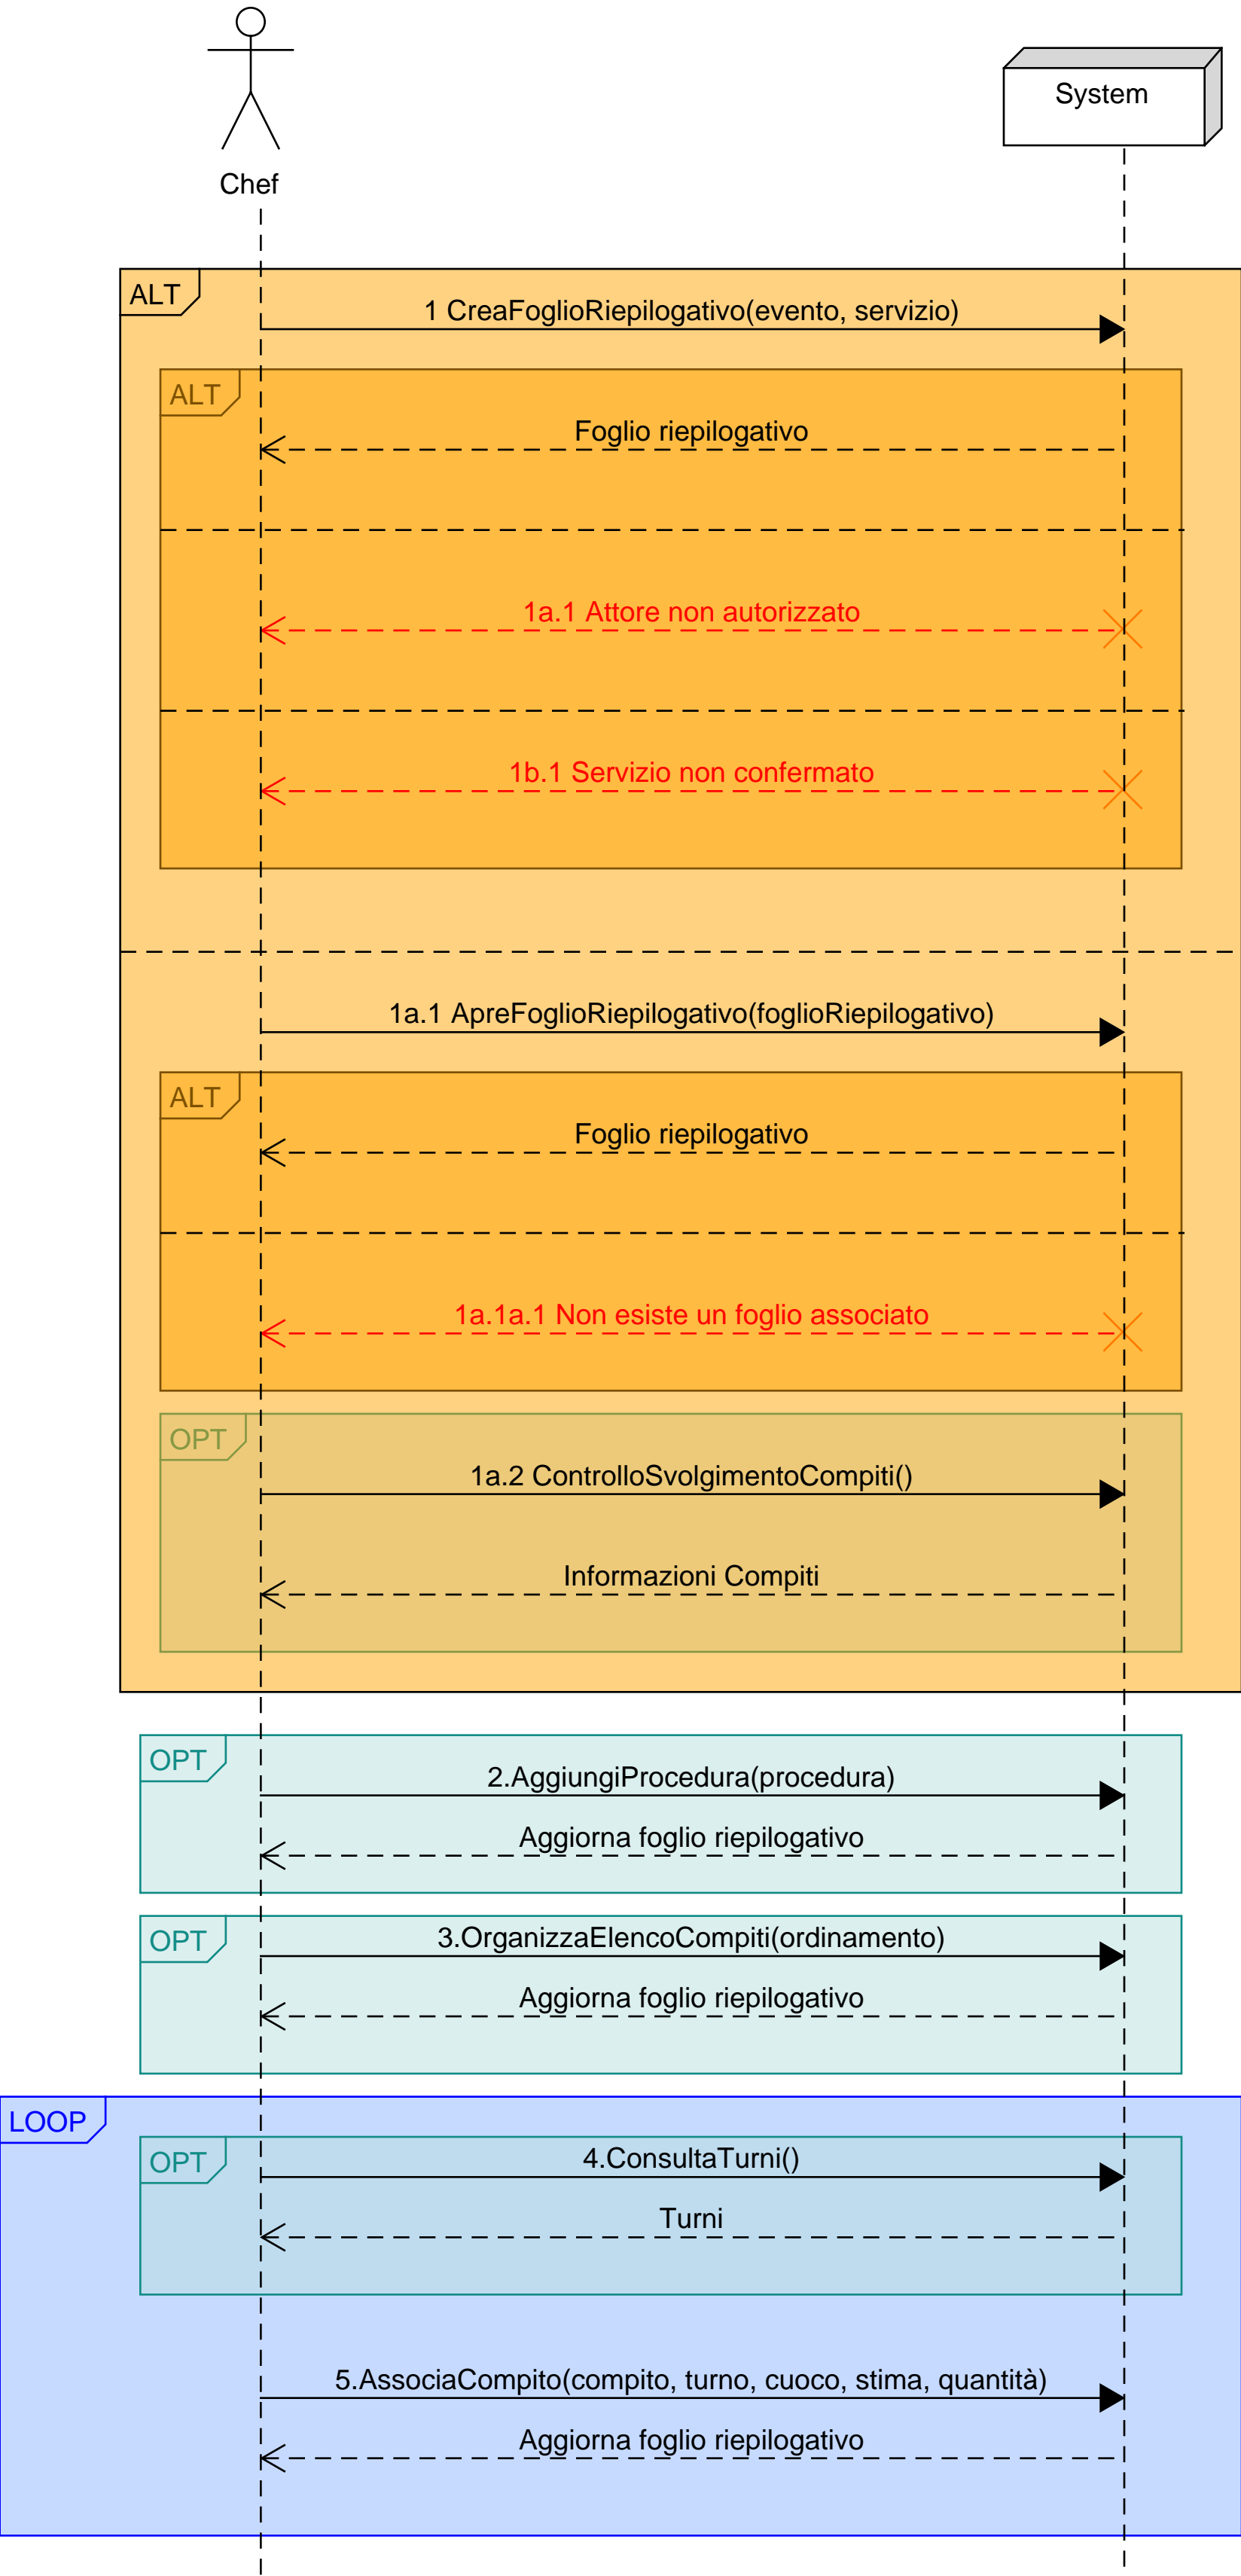 System
Chef
ALT
1 CreaFoglioRiepilogativo(evento, servizio)
ALT
Foglio riepilogativo
1a.1 Attore non autorizzato
1b.1 Servizio non confermato
1a.1 ApreFoglioRiepilogativo(foglioRiepilogativo)
ALT
Foglio riepilogativo
1a.1a.1 Non esiste un foglio associato
OPT
1a.2 ControlloSvolgimentoCompiti()
Informazioni Compiti
OPT
2.AggiungiProcedura(procedura)
Aggiorna foglio riepilogativo
OPT
3.OrganizzaElencoCompiti(ordinamento)
Aggiorna foglio riepilogativo
LOOP
OPT
4.ConsultaTurni()
Turni
5.AssociaCompito(compito, turno, cuoco, stima, quantità)
Aggiorna foglio riepilogativo